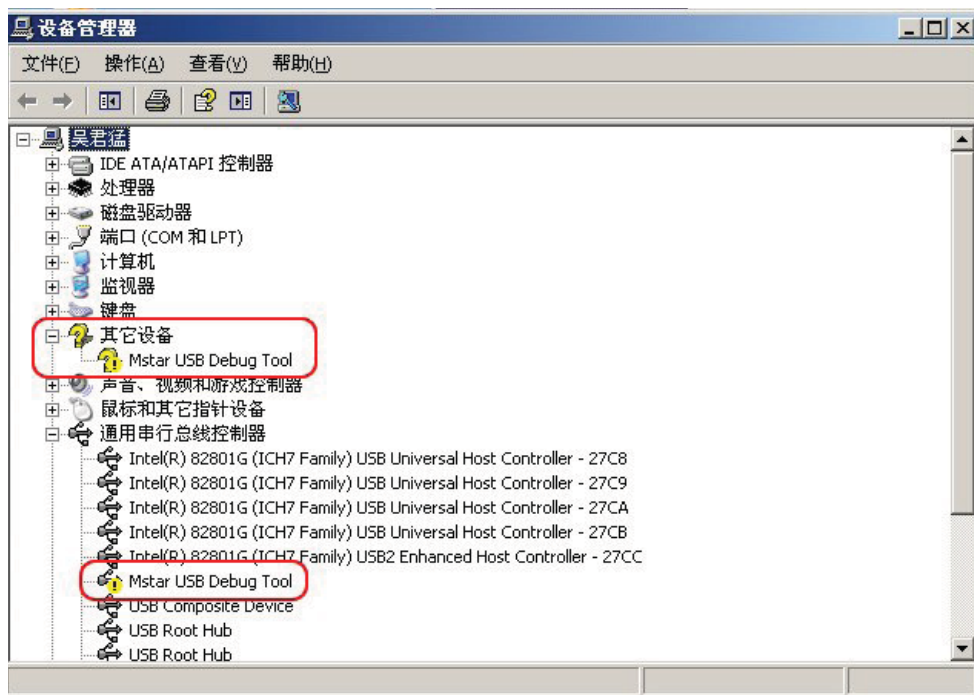 设备管理器
文件(F) 操作(A) 查看(V) 帮助(H)
吴君猛
IDE ATA/ATAPI 控制器
处理器
磁盘驱动器
端口 (COM 和 LPT)
计算机
监视器
键盘
其它设备
Mstar USB Debug Tool
声音、视频和游戏控制器
鼠标和其它指针设备
通用串行总线控制器
Intel(R) 82801G (ICH7 Family) USB Universal Host Controller - 27C8
Intel(R) 82801G (ICH7 Family) USB Universal Host Controller - 27C9
Intel(R) 82801G (ICH7 Family) USB Universal Host Controller - 27CA
Intel(R) 82801G (ICH7 Family) USB Universal Host Controller - 27CB
Intel(R) 82801G (ICH7 Family) USB2 Enhanced Host Controller - 27CC
Mstar USB Debug Tool
USB Composite Device
USB Root Hub
USB Root Hub